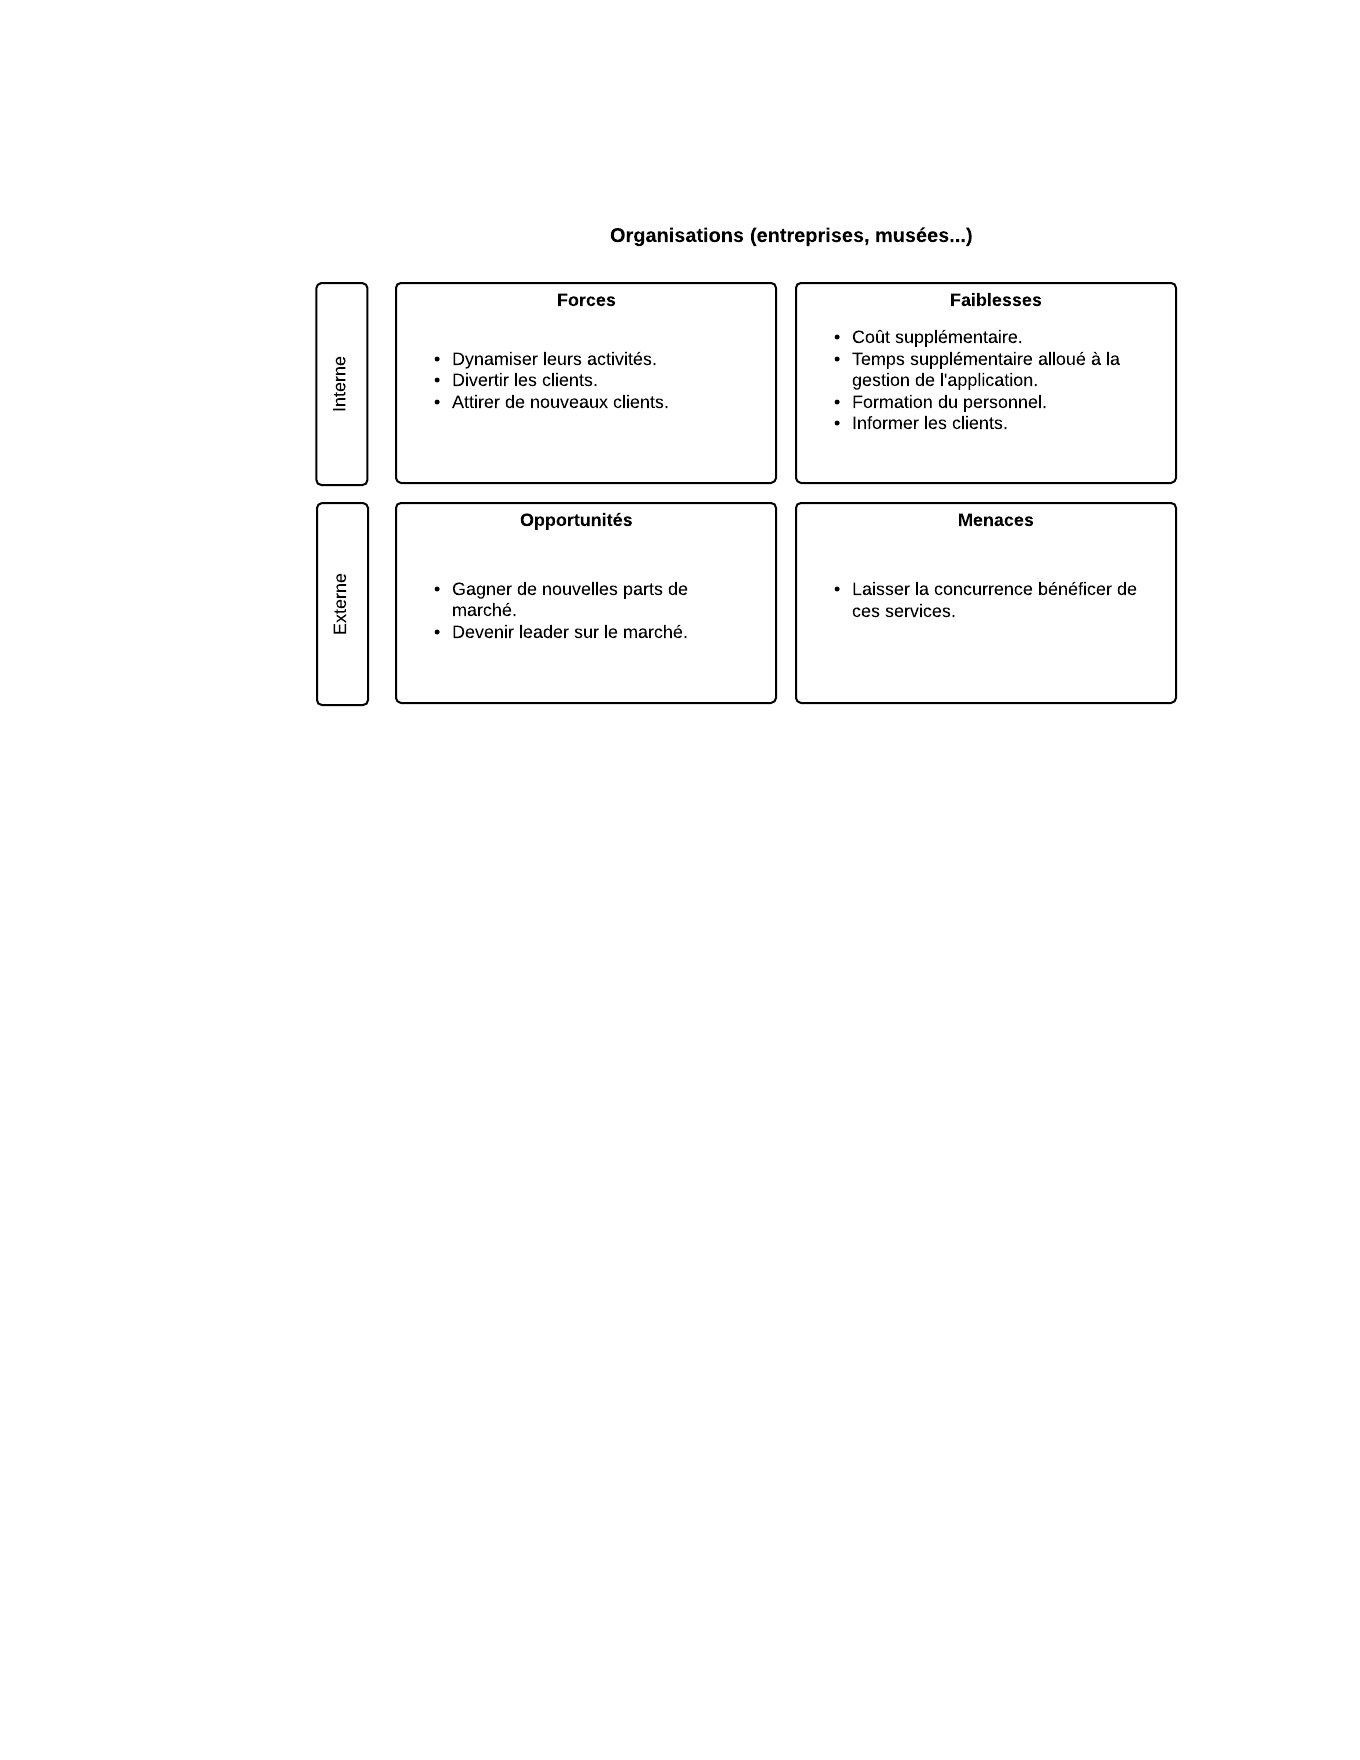 Organisations (entreprises, musées...)
Interne
Forces
• Dynamiser leurs activités.
• Divertir les clients.
• Attirer de nouveaux clients.
Faiblesses
• Coût supplémentaire.
• Temps supplémentaire alloué à la
gestion de l'application.
• Formation du personnel.
• Informer les clients.
Externe
Opportunités
• Gagner de nouvelles parts de
marché.
• Devenir leader sur le marché.
Menaces
• Laisser la concurrence bénéficer de
ces services.